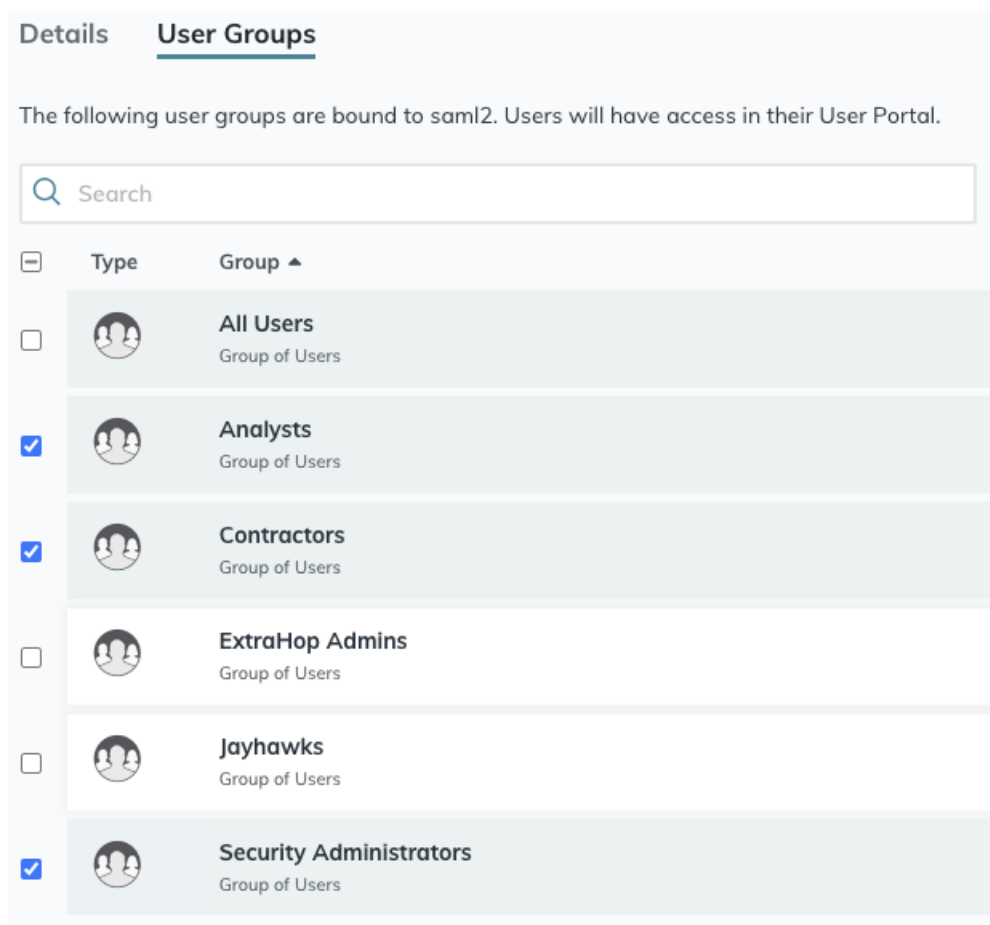 Details User Groups
The following user groups are bound to saml2. Users will have access in their User Portal.
Search
Type Group
All Users
Group of Users
Analysts
Group of Users
Contractors
Group of Users
ExtraHop Admins
Group of Users
Jayhawks
Group of Users
Security Administrators
Group of Users